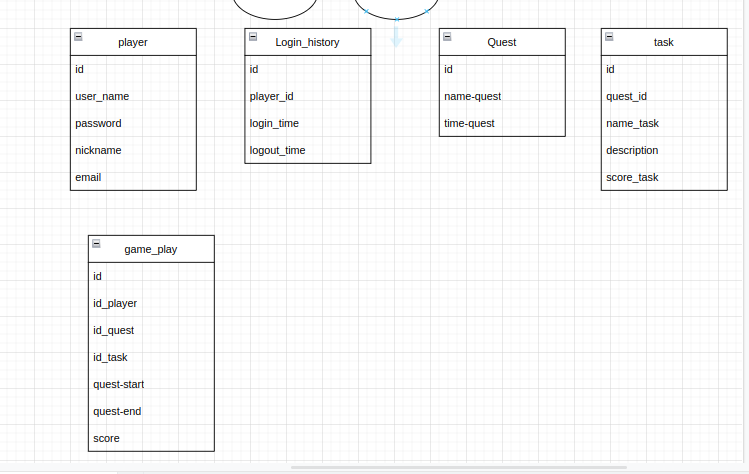 player
id
user_name
password
nickname
email
Login_history
id
player_id
login_time
logout_time
Quest
id
name-quest
time-quest
task
id
quest_id
name_task
description
score_task
game_play
id
id_player
id_quest
id_task
quest-start
quest-end
score